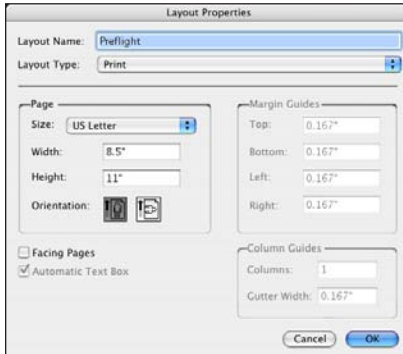 Layout Properties
Layout Name: Preflight
Layout Type: Print
Page
Size: US Letter
Width: 8.5"
Height: 11"
Orientation:
Facing Pages
Automatic Text Box
Margin Guides
Top: 0.167"
Bottom: 0.167"
Left: 0.167"
Right: 0.167"
Column Guides
Columns: 1
Gutter Width: 0.167"
Cancel OK